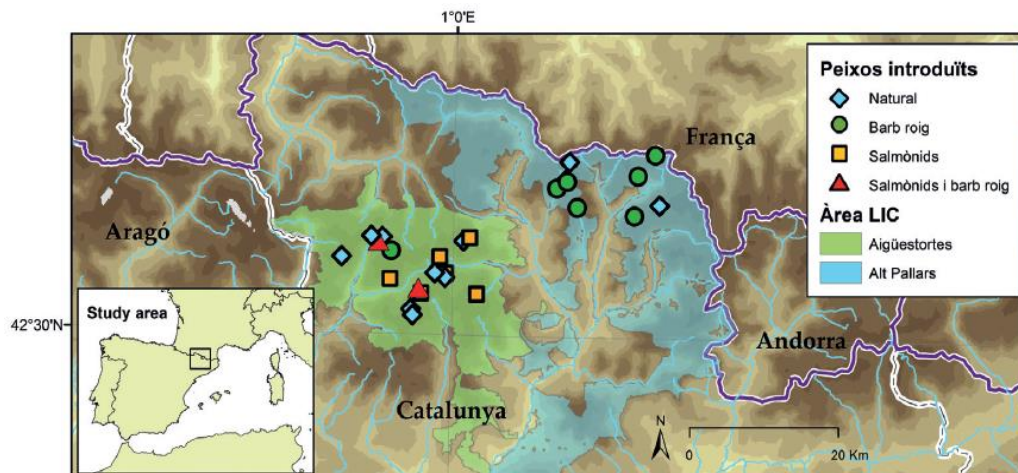 1°0'E
Peixos introduïts
Natural
Barb roig
Salmònids
Salmònids i barb roig
Àrea LIC
Aigüestortes
Alt Pallars
França
Aragó
Study area
42°30'N
Andorra
Catalunya
N
0 20 Km